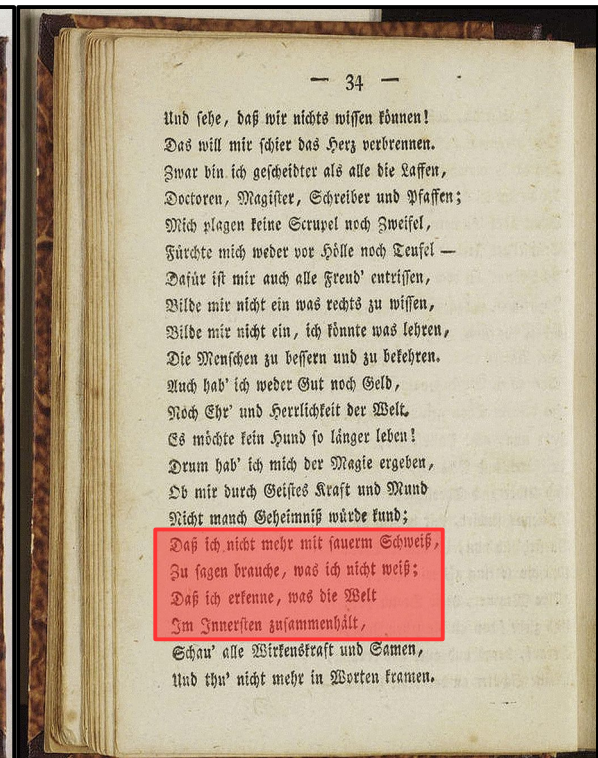 — 34 —
Und sehe, daß wir nichts wissen können!
Das will mir schier das Herz verbrennen.
Zwar bin ich gescheidter als alle die Laffen,
Doctoren, Magister, Schreiber und Pfaffen;
Mich plagen keine Scrupel noch Zweifel,
Fürchte mich weder vor Hölle noch Teufel —
Dafür ist mir auch alle Freud' entrissen,
Bilde mir nicht ein was rechts zu wissen,
Bilde mir nicht ein, ich könnte was lehren,
Die Menschen zu bessern und zu bekehren.
Auch hab' ich weder Gut noch Geld,
Noch Ehr' und Herrlichkeit der Welt.
Es möchte kein Hund so länger leben!
Drum hab' ich mich der Magie ergeben,
Ob mir durch Geistes Kraft und Mund
Nicht manch Geheimniß würde kund;
Daß ich nicht mehr mit sauerm Schweiß,
Zu sagen brauche, was ich nicht weiß;
Daß ich erkenne, was die Welt
Im Innersten zusammenhält,
Schau' alle Wirkenskraft und Samen,
Und thu' nicht mehr in Worten kramen.